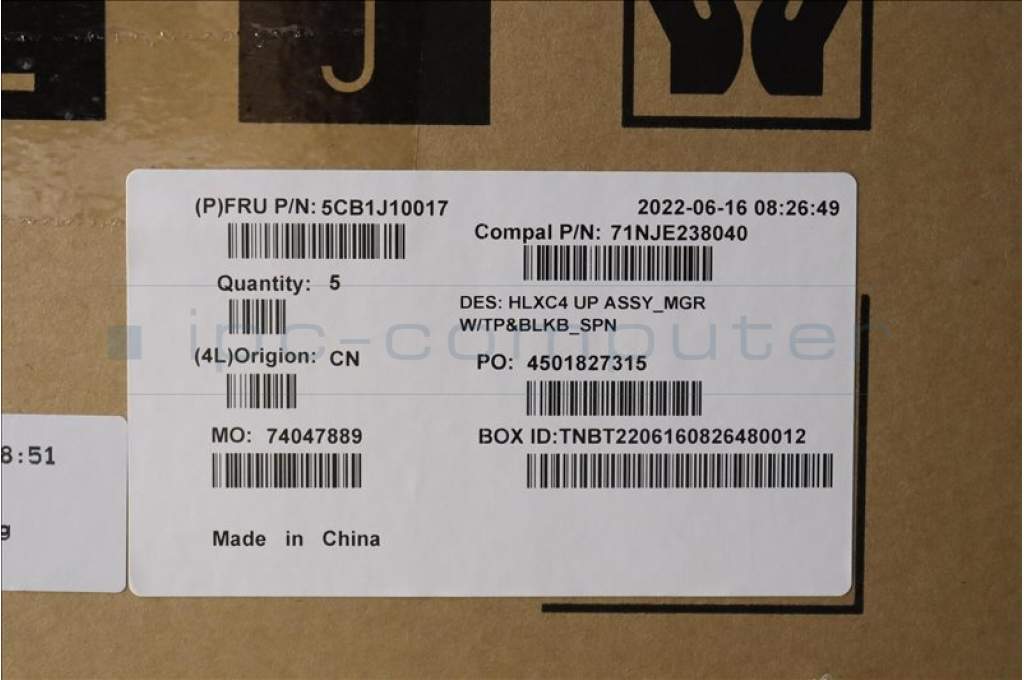 (P)FRU P/N: 5CB1J10017
2022-06-16 08:26:49
Compal P/N: 71NJE238040
Quantity: 5
DES: HLXC4 UP ASSY_MGR
W/TP&BLKB_SPN
ipc-computer
(4L)Origion: CN
PO: 4501827315
MO: 74047889
BOX ID:TNBT2206160826480012
8:51
g
Made in China